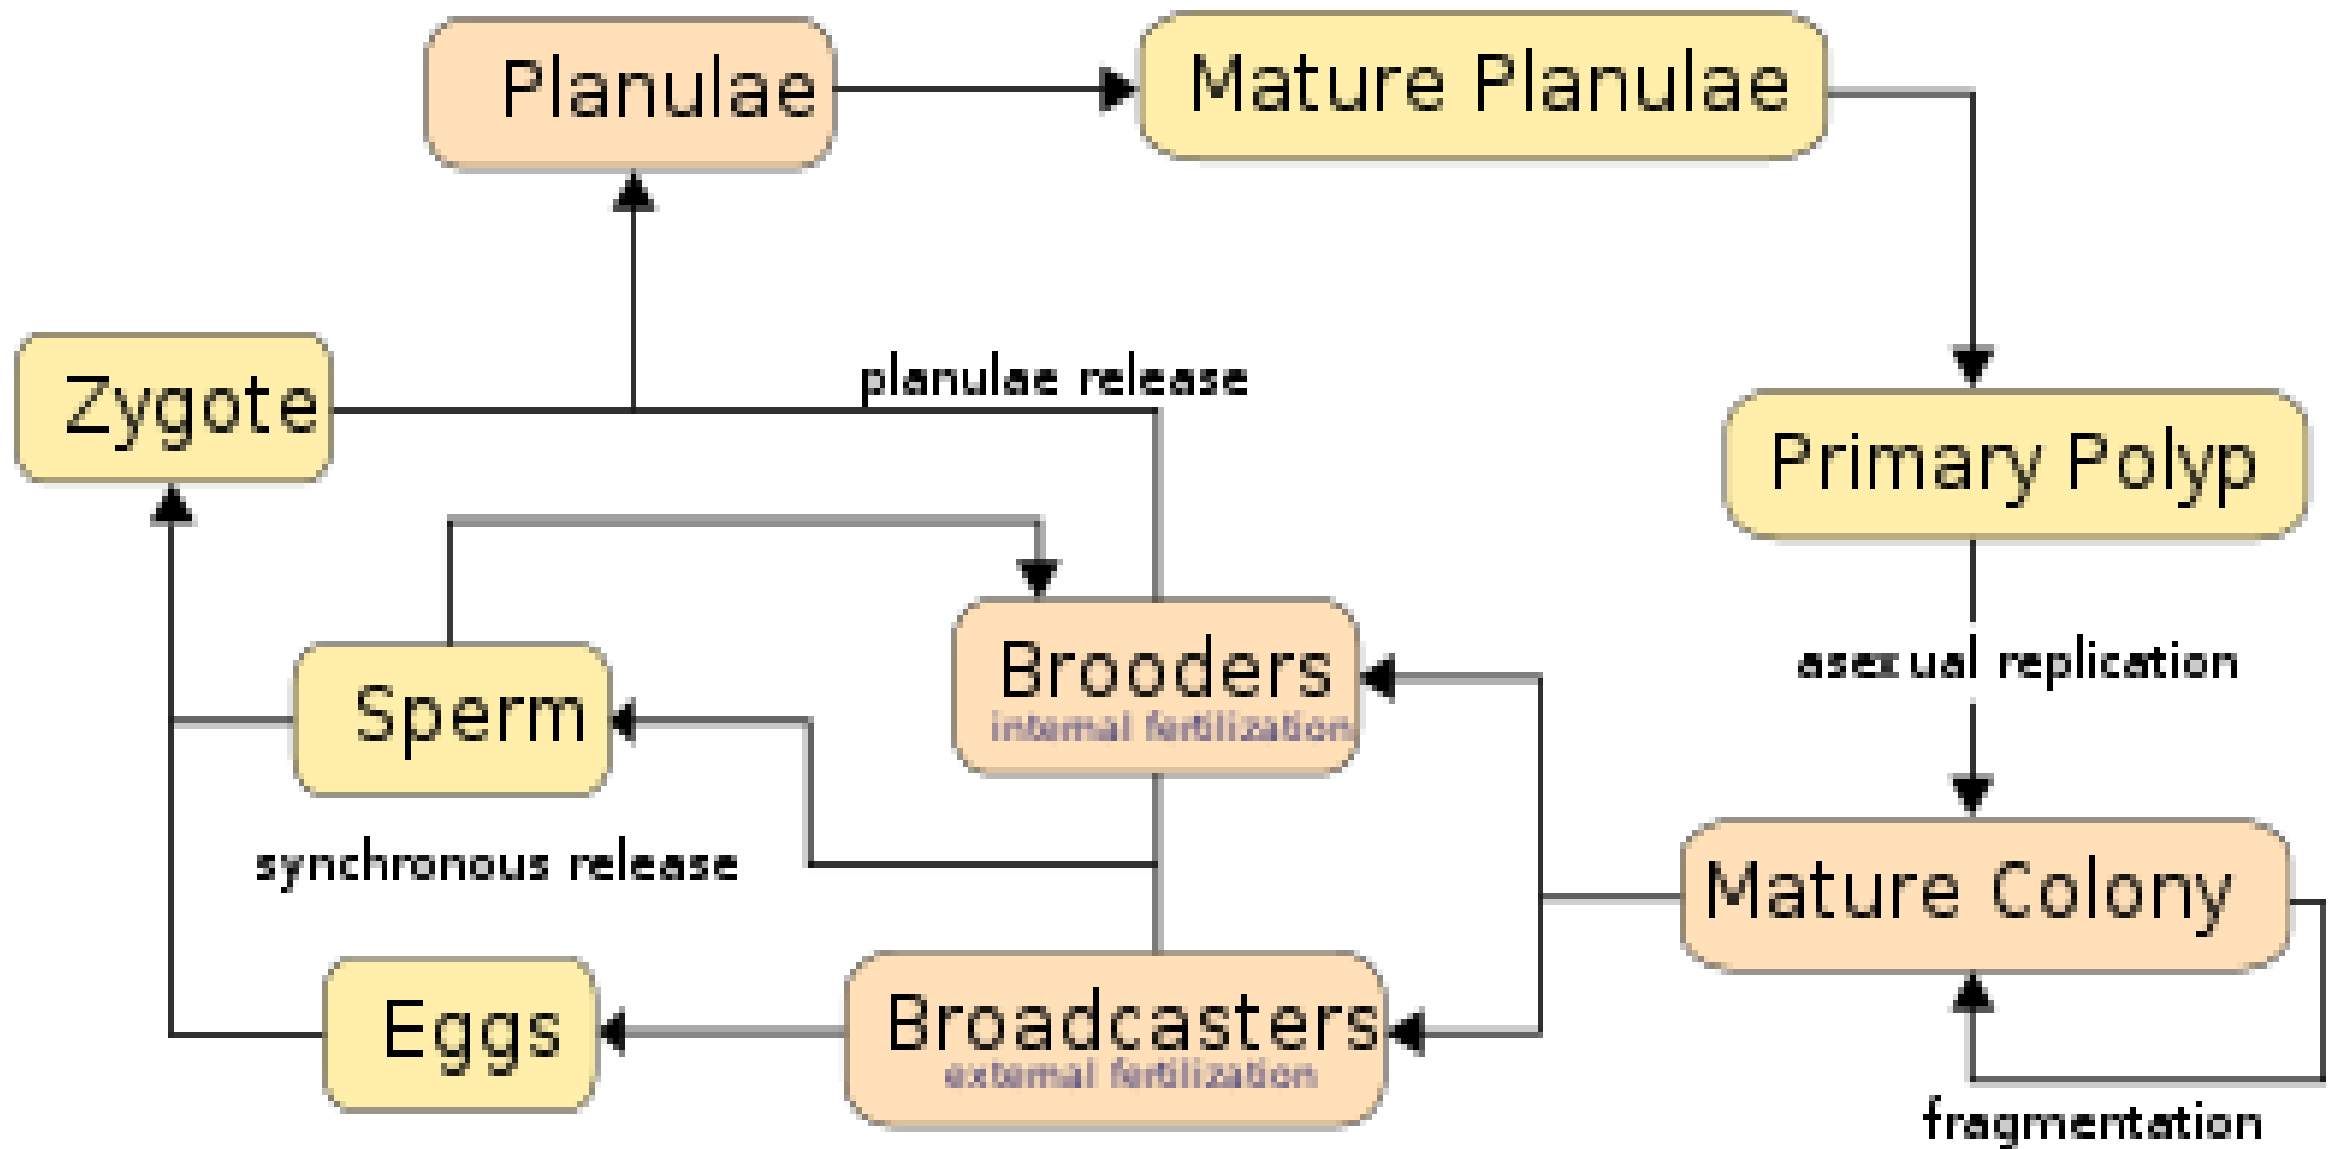 Planulae
Mature Planulae
planulae release
Zygote
Primary Polyp
Brooders
internal fertilization
asexual replication
Sperm
synchronous release
Mature Colony
Eggs
Broadcasters
external fertilization
fragmentation